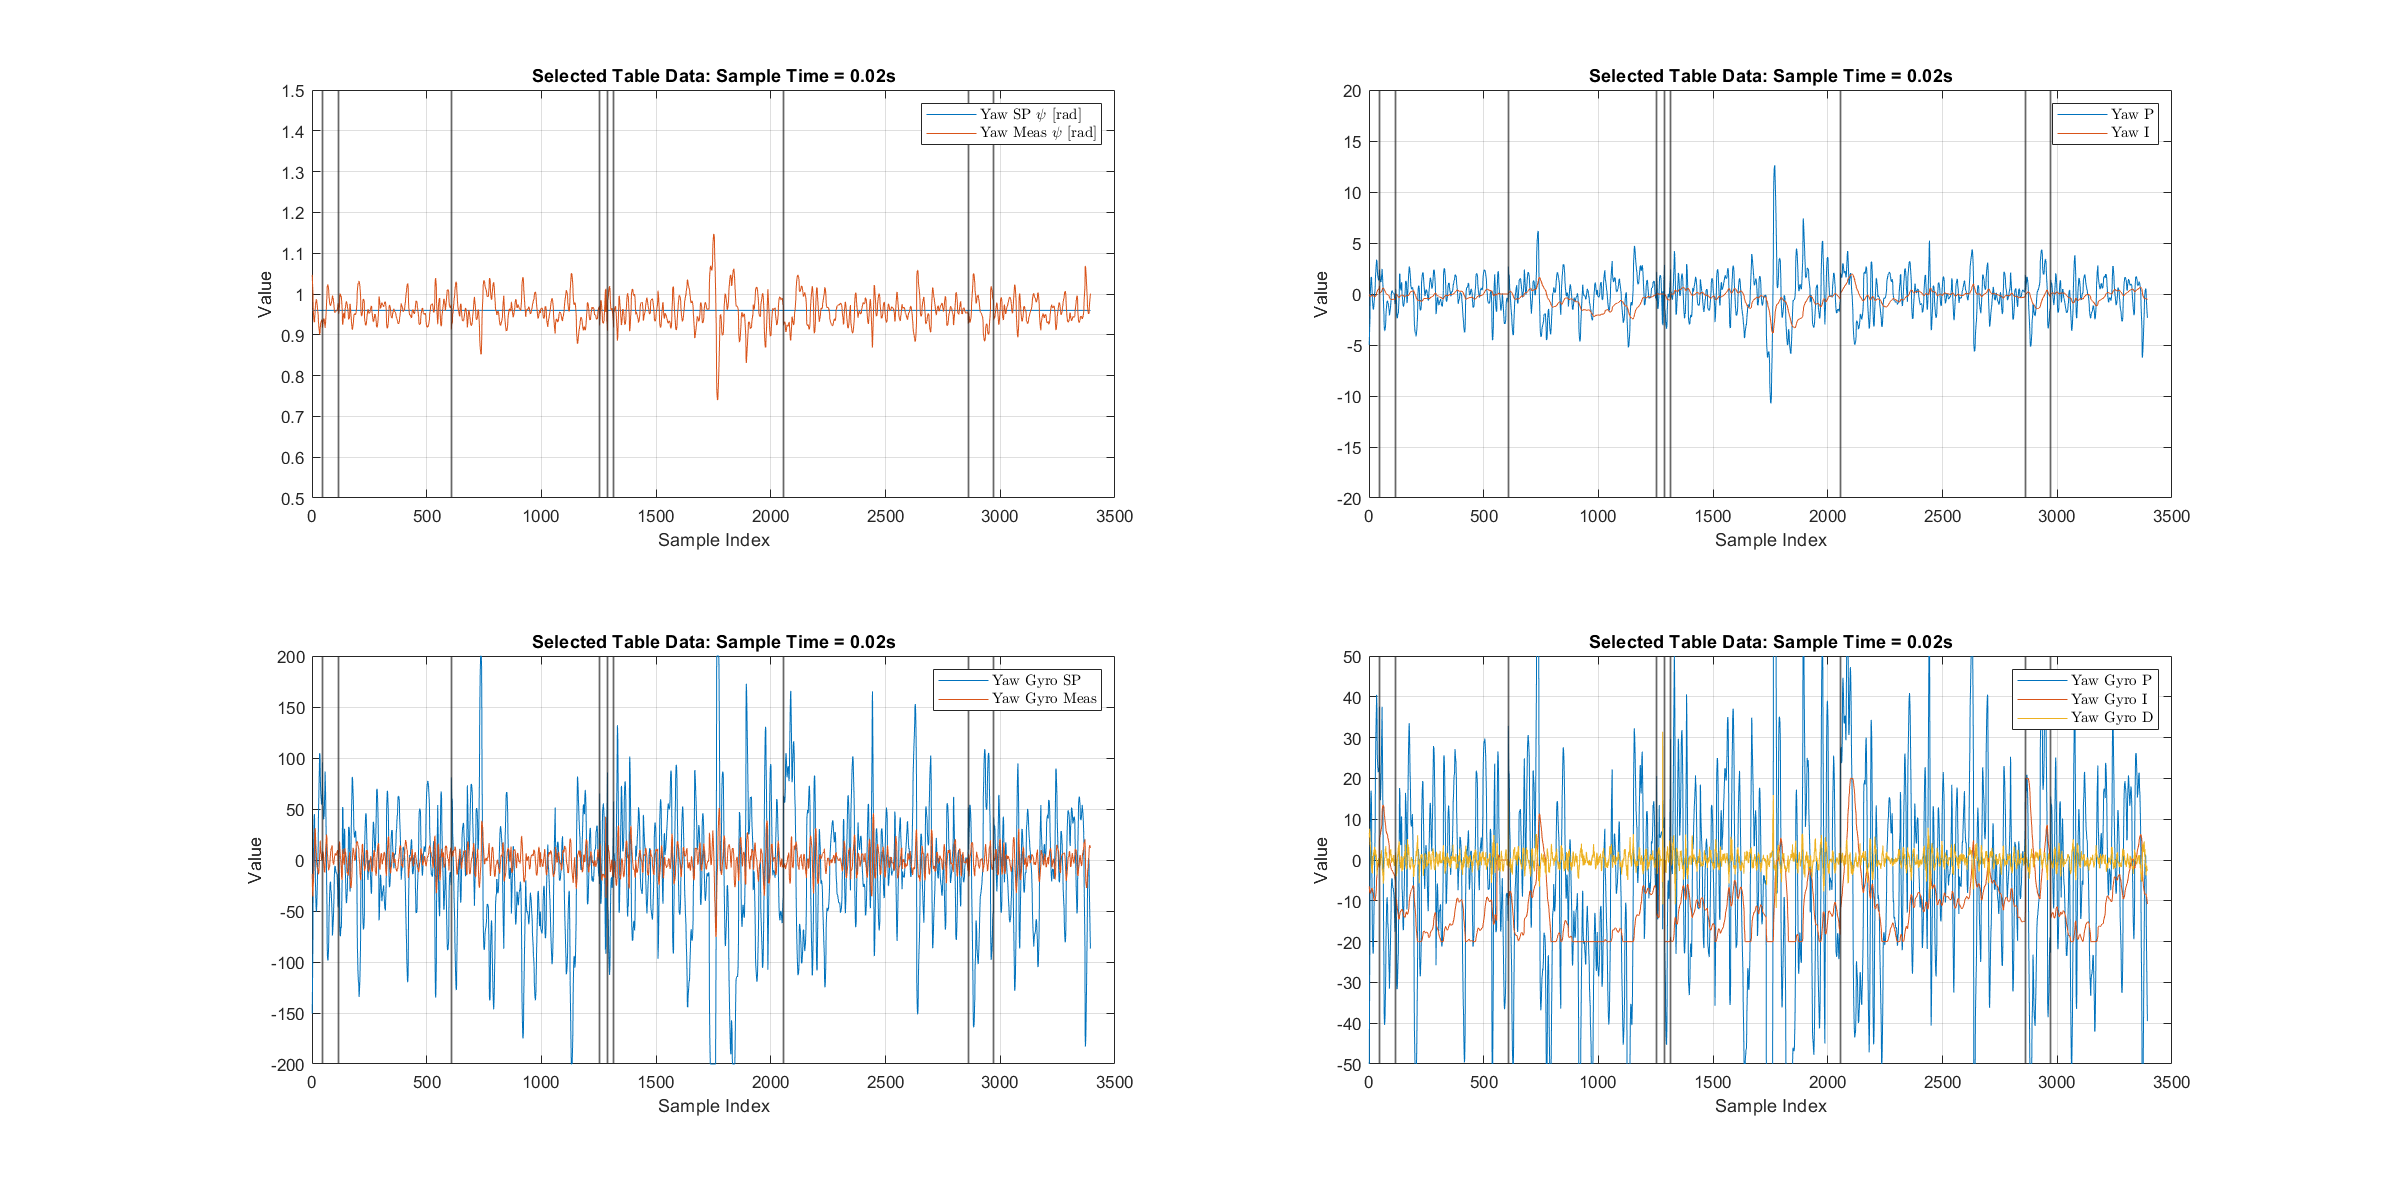 Selected Table Data: Sample Time = 0.02s
Yaw SP ψ [rad]
Yaw Meas ψ [rad]
Value
1.5
1.4
1.3
1.2
1.1
1
0.9
0.8
0.7
0.6
0.5
0 500 1000 1500 2000 2500 3000 3500
Sample Index
Selected Table Data: Sample Time = 0.02s
Yaw P
Yaw I
Value
20
15
10
5
0
-5
-10
-15
-20
0 500 1000 1500 2000 2500 3000 3500
Sample Index
Selected Table Data: Sample Time = 0.02s
Yaw Gyro SP
Yaw Gyro Meas
Value
200
150
100
50
0
-50
-100
-150
-200
0 500 1000 1500 2000 2500 3000 3500
Sample Index
Selected Table Data: Sample Time = 0.02s
Yaw Gyro P
Yaw Gyro I
Yaw Gyro D
Value
50
40
30
20
10
0
-10
-20
-30
-40
-50
0 500 1000 1500 2000 2500 3000 3500
Sample Index